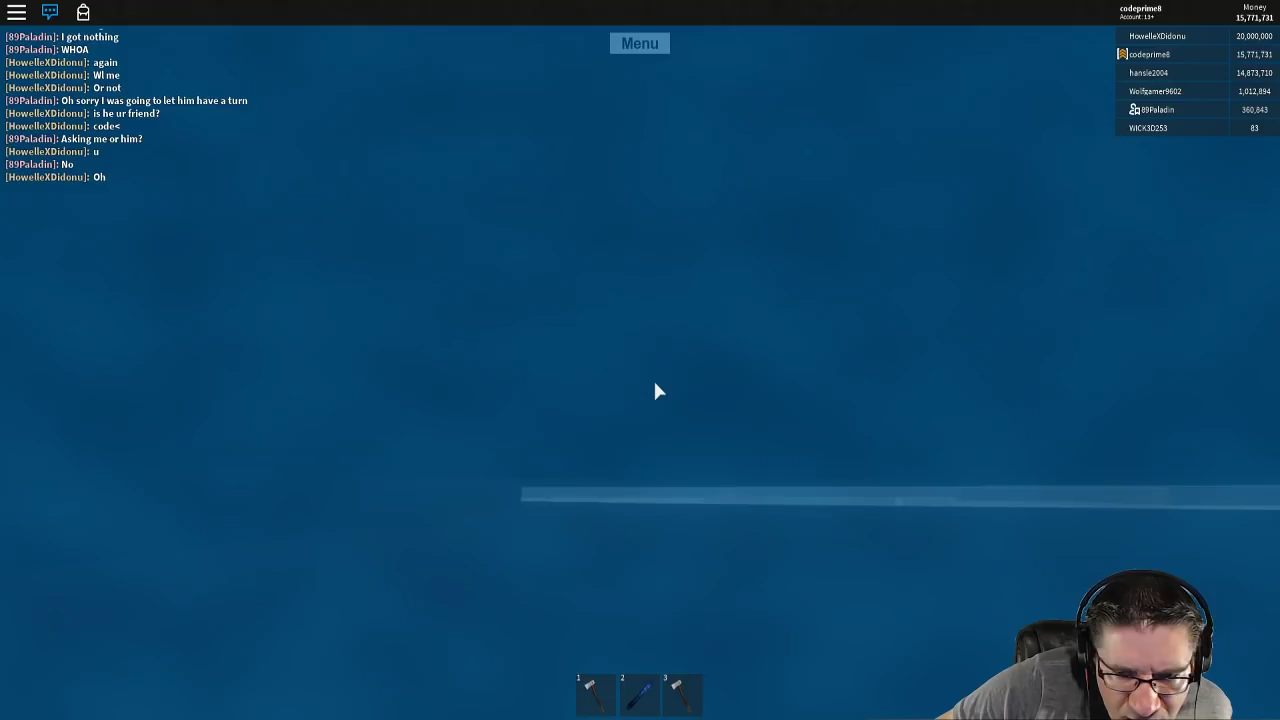 codeprime8
Account: 13+
Money
15,771,731
Menu
[89Paladin]: I got nothing
[89Paladin]: WHOA
[HowelleXDidonu]: again
[HowelleXDidonu]: Wl me
[HowelleXDidonu]: Or not
[89Paladin]: Oh sorry I was going to let him have a turn
[HowelleXDidonu]: is he ur friend?
[HowelleXDidonu]: code<
[89Paladin]: Asking me or him?
[HowelleXDidonu]: u
[89Paladin]: No
[HowelleXDidonu]: Oh
HowelleXDidonu 20,000,000
codeprime8 15,771,731
hansle2004 14,873,710
Wolfgamer9602 1,012,894
89Paladin 360,843
WICK3D253 83
1 2 3